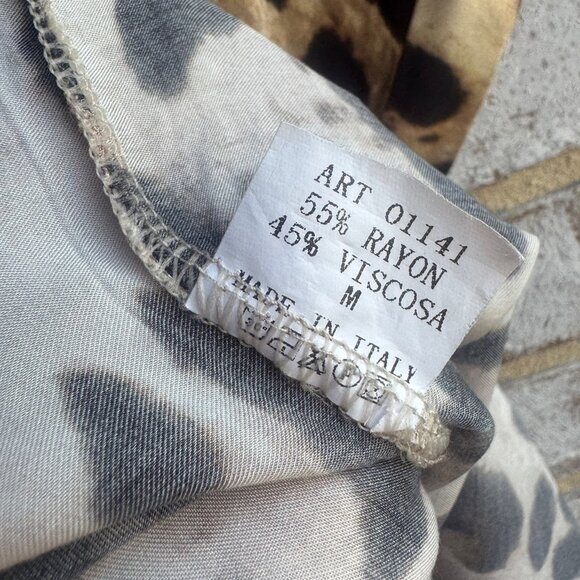 ART 01141
55% RAYON
45% VISCOSA
M
MADE IN ITALY